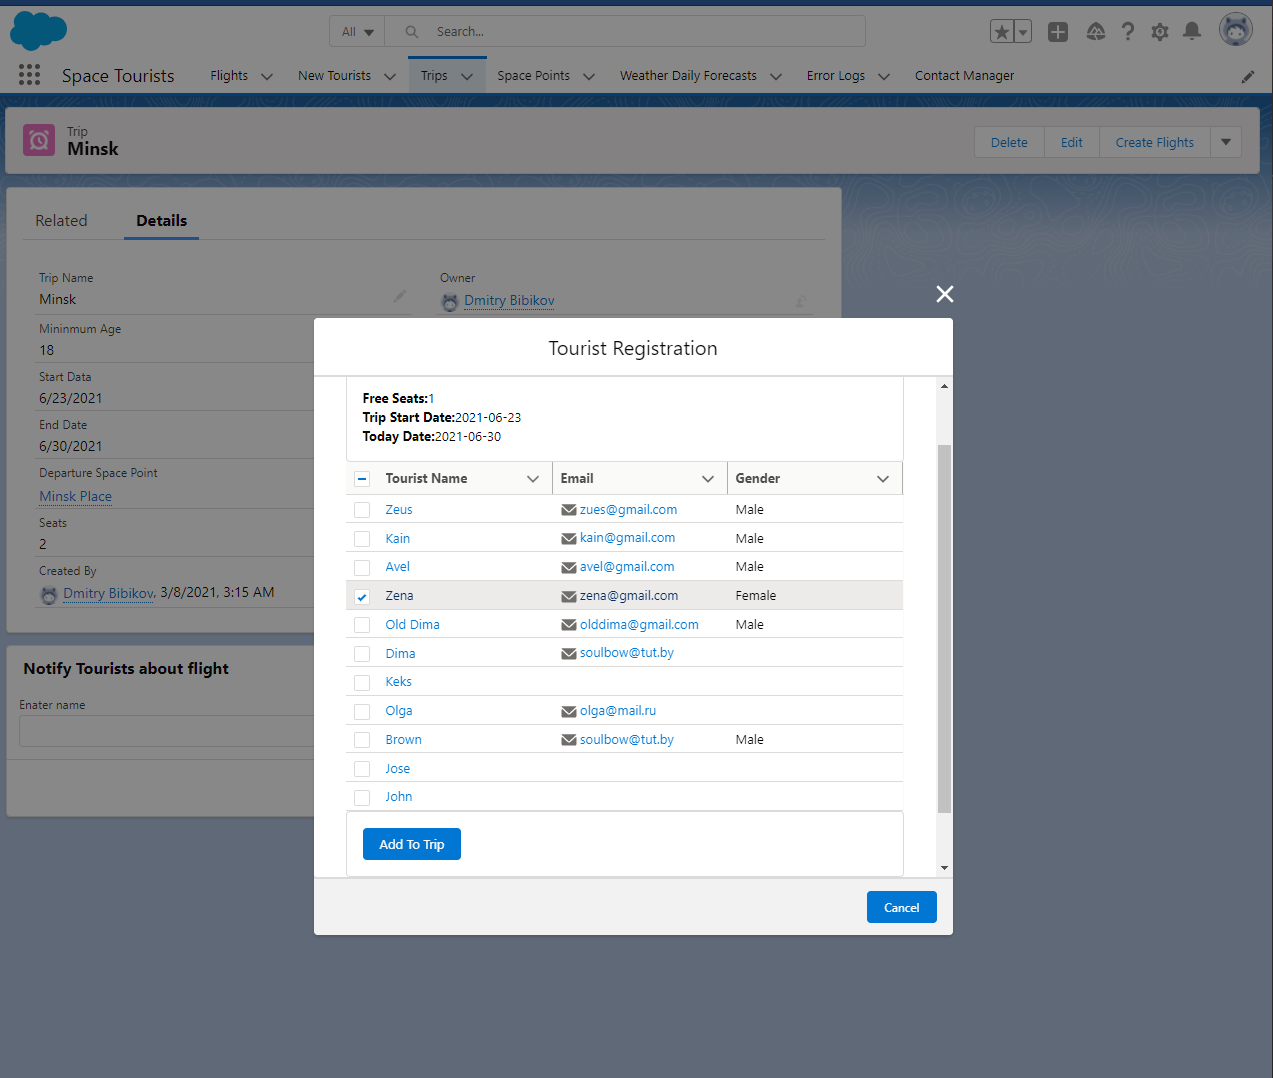 All
Search...
Space Tourists
Flights
New Tourists
Trips
Space Points
Weather Daily Forecasts
Error Logs
Contact Manager
Trip
Minsk
Delete
Edit
Create Flights
Related
Details
Trip Name
Minsk
Owner
Dmitry Bibikov
Mininmum Age
18
Start Data
6/23/2021
End Date
6/30/2021
Departure Space Point
Minsk Place
Seats
2
Created By
Dmitry Bibikov, 3/8/2021, 3:15 AM
Notify Tourists about flight
Enater name
Tourist Registration
Free Seats:1
Trip Start Date:2021-06-23
Today Date:2021-06-30
Tourist Name Email Gender
Zeus zues@gmail.com Male
Kain kain@gmail.com Male
Avel avel@gmail.com Male
Zena zena@gmail.com Female
Old Dima olddima@gmail.com Male
Dima soulbow@tut.by
Keks
Olga olga@mail.ru
Brown soulbow@tut.by Male
Jose
John
Add To Trip
Cancel